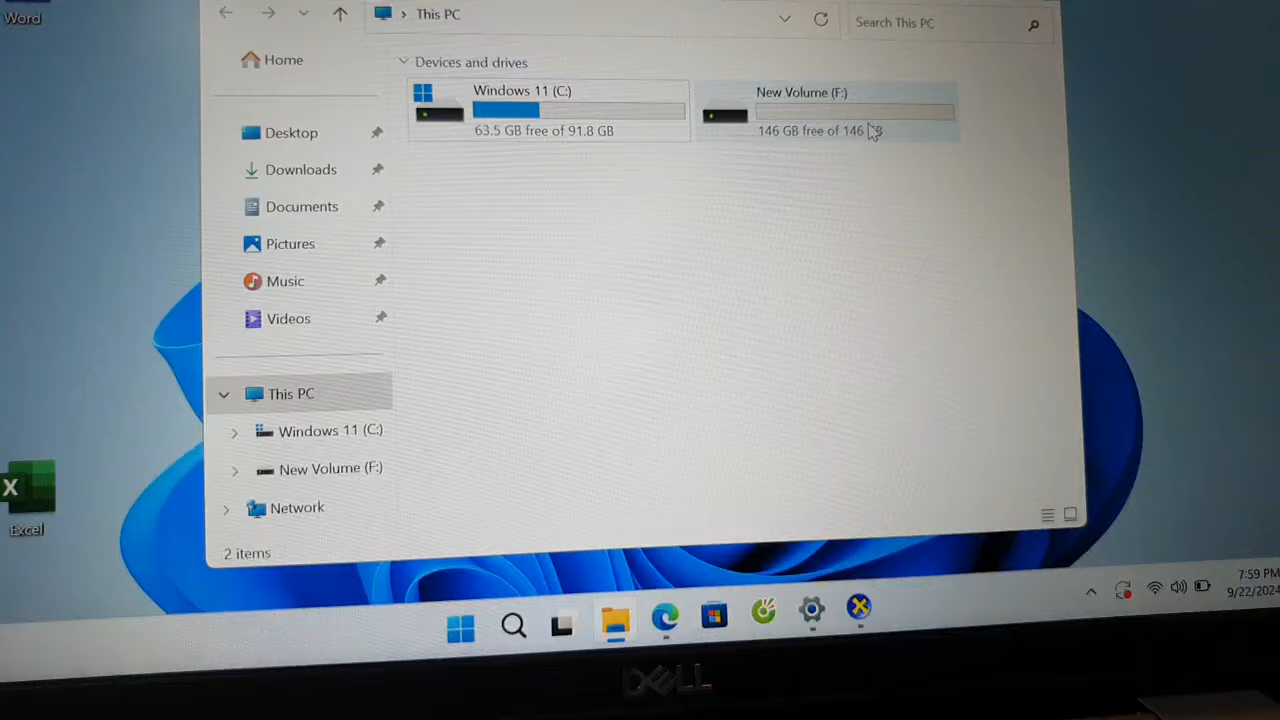 Word
This PC
Search This PC
Home
Devices and drives
Windows 11 (C:)
63.5 GB free of 91.8 GB
New Volume (F:)
146 GB free of 146
Desktop
Downloads
Documents
Pictures
Music
Videos
This PC
Windows 11 (C:)
New Volume (F:)
Network
2 items
X
Excel
7:59 PM
9/22/2024
DELL